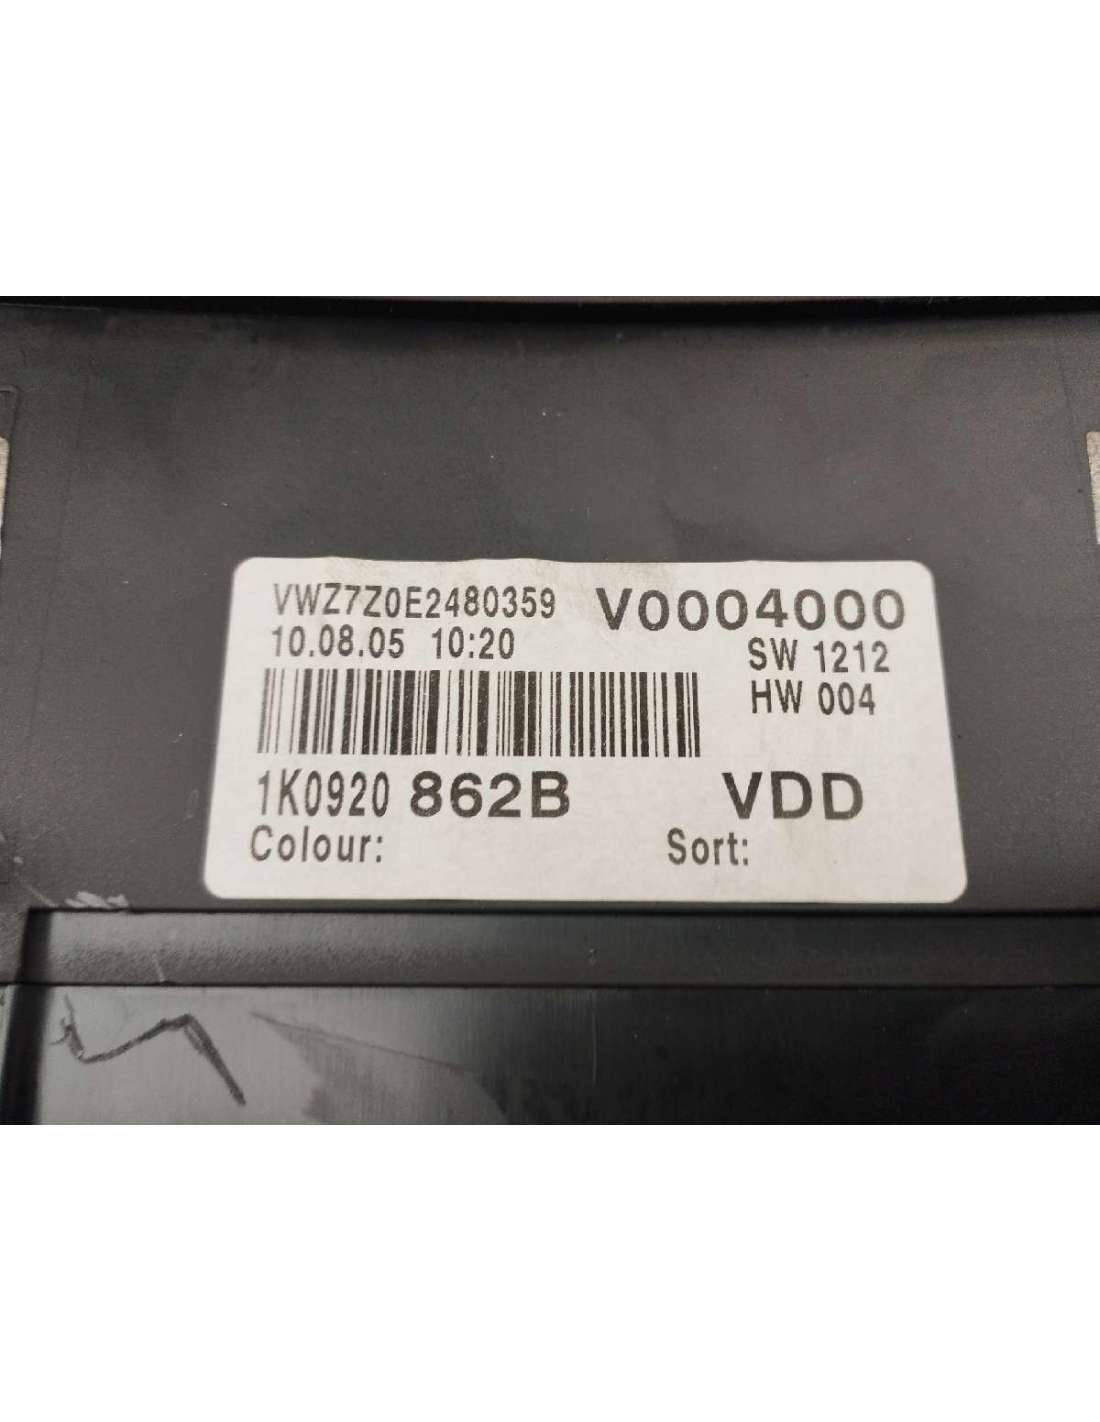 VWZ7Z0E2480359 V0004000
10.08.05 10:20 SW 1212
HW 004
1K0920 862B VDD
Colour: Sort: